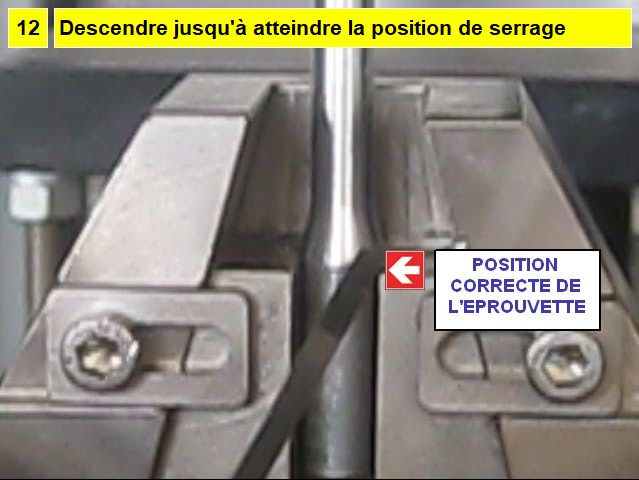 12 Descendre jusqu'à atteindre la position de serrage
POSITION
CORRECTE DE
L'EPROUVETTE